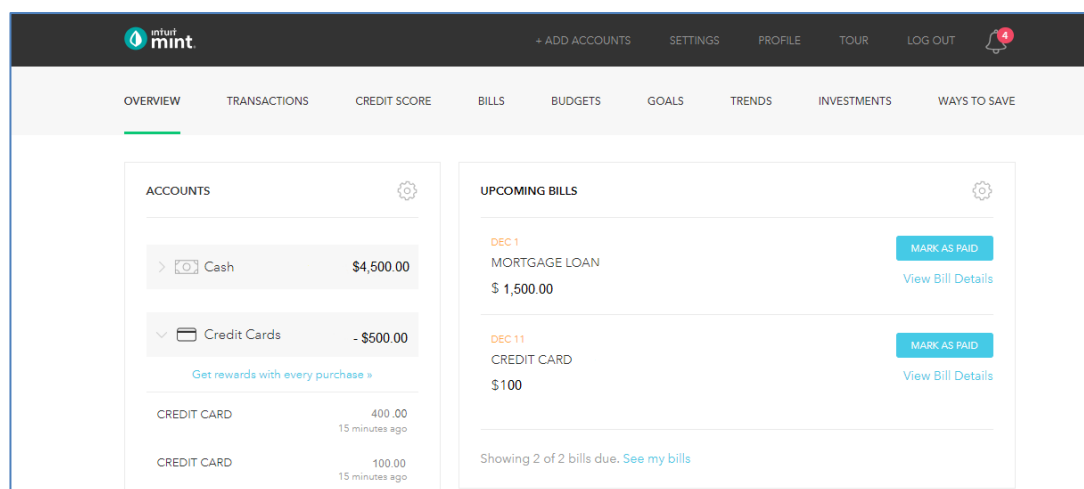 intuit
mint.
+ ADD ACCOUNTS SETTINGS PROFILE TOUR LOG OUT 4
OVERVIEW TRANSACTIONS CREDIT SCORE BILLS BUDGETS GOALS TRENDS INVESTMENTS WAYS TO SAVE
ACCOUNTS
Cash $4,500.00
Credit Cards - $500.00
Get rewards with every purchase »
CREDIT CARD 400 .00
15 minutes ago
CREDIT CARD 100.00
15 minutes ago
UPCOMING BILLS
DEC 1
MORTGAGE LOAN
$ 1,500.00
MARK AS PAID
View Bill Details
DEC 11
CREDIT CARD
$100
MARK AS PAID
View Bill Details
Showing 2 of 2 bills due. See my bills